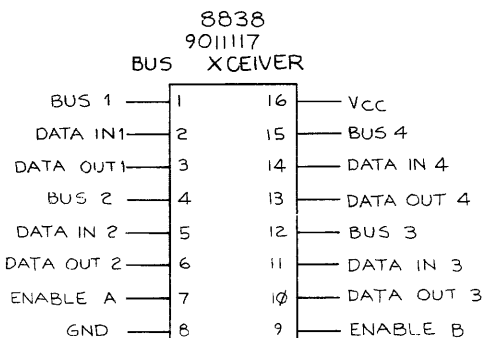 8838
9011117
BUS XCEIVER
BUS 1 1 16 VCC
DATA IN1 2 15 BUS 4
DATA OUT1 3 14 DATA IN 4
BUS 2 4 13 DATA OUT 4
DATA IN 2 5 12 BUS 3
DATA OUT 2 6 11 DATA IN 3
ENABLE A 7 1Ø DATA OUT 3
GND 8 9 ENABLE B